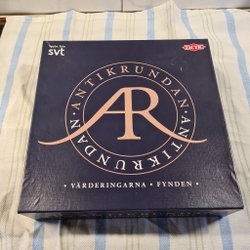 svt
TACTIC
ANTIKRUNDAN · ANTIKRUNDAN ·
AR
· VÄRDERINGARNA · FYNDEN ·